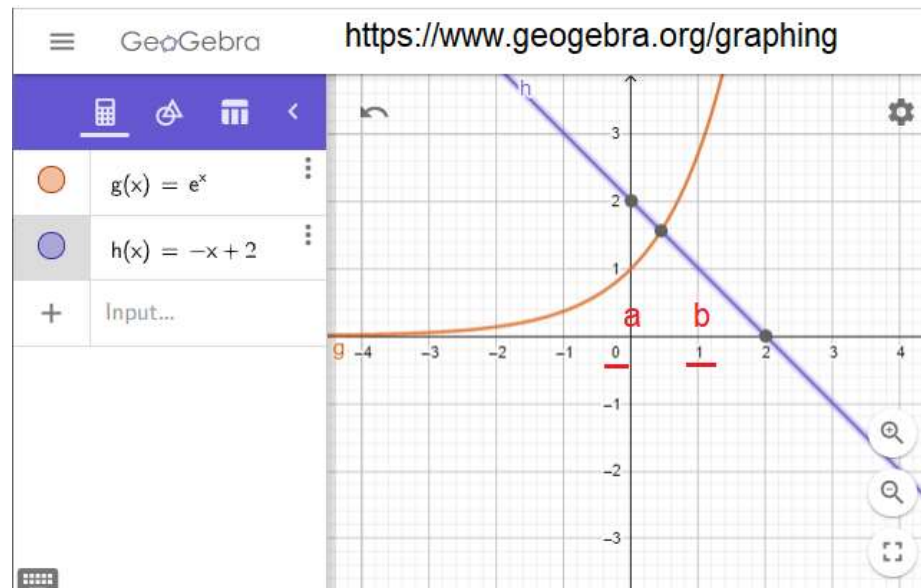 GeoGebra
https://www.geogebra.org/graphing
g(x) = eˣ
h(x) = −x + 2
Input...
h
3
2
1
a b
g −4 −3 −2 −1 0 1 2 3 4
−1
−2
−3